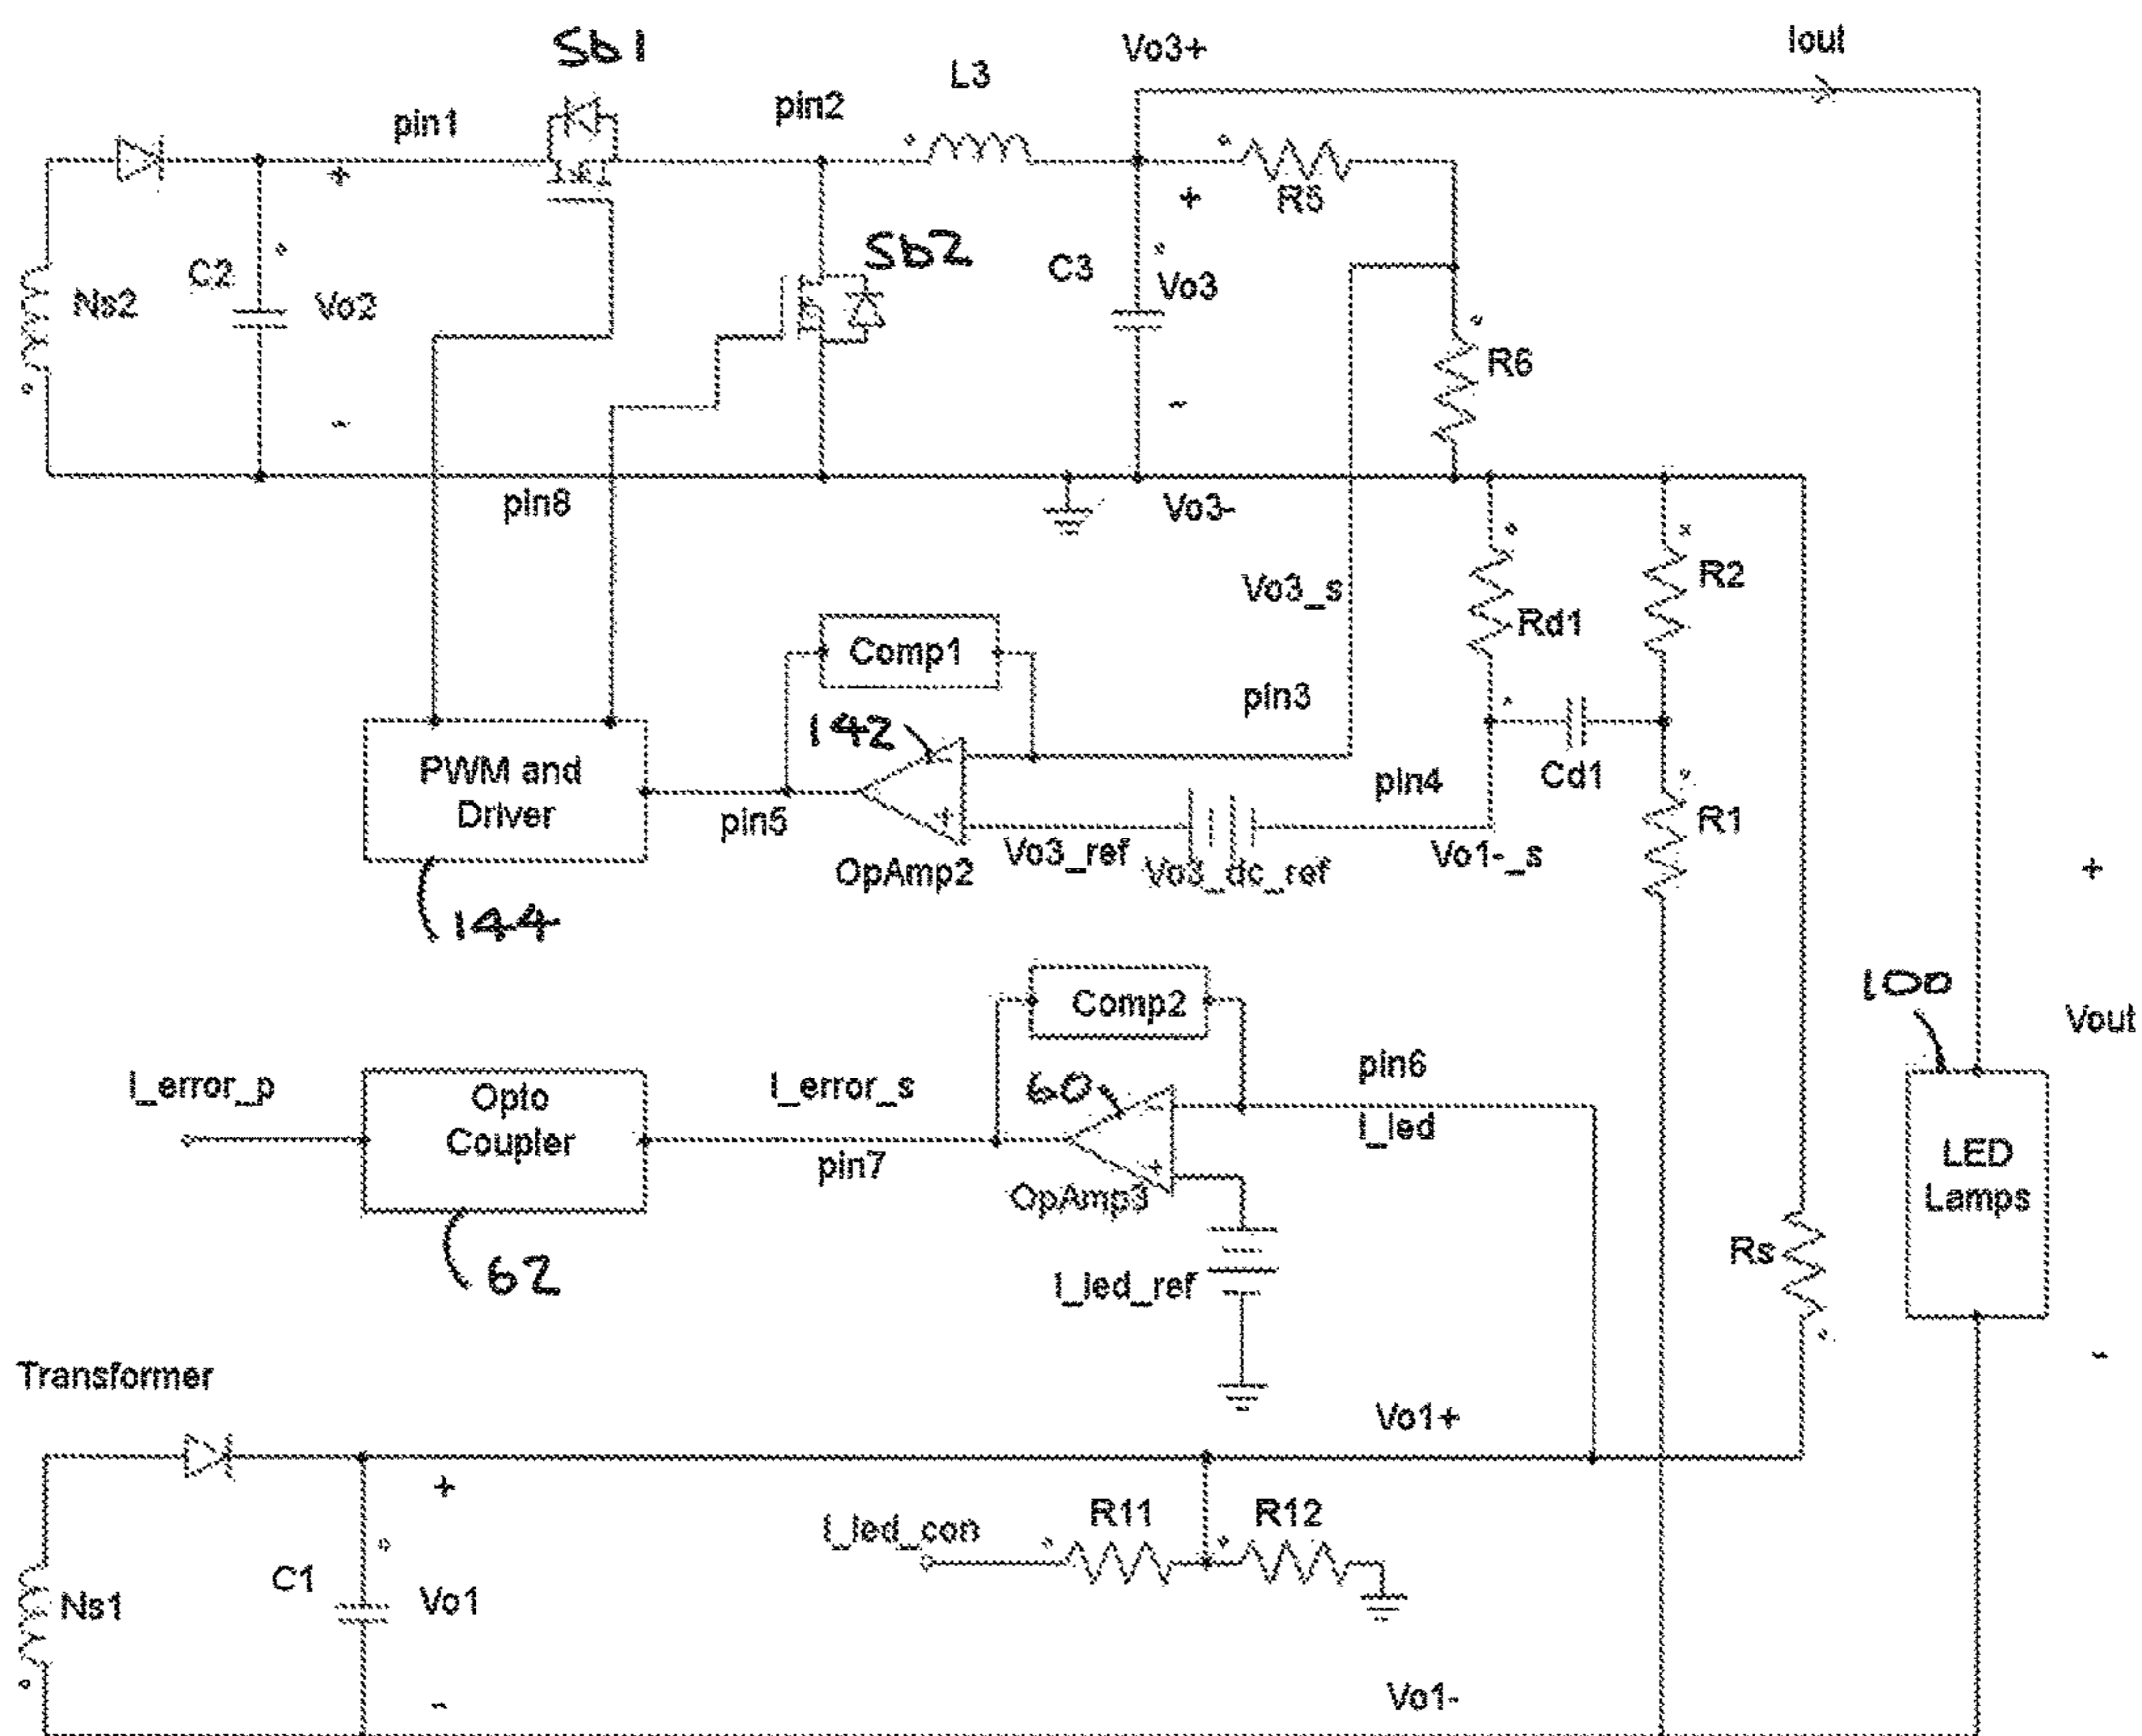 Sb1
Vo3+
Iout
L3
pin1
pin2
+
+
R5
Sb2
C2
C3
Vo3
Ns2
Vo2
R6
-
-
pin8
Vo3-
Vo3_s
R2
Rd1
Comp1
pin3
142
PWM and
Driver
pin4
Cd1
pin5
+
R1
OpAmp2
Vo3_ref
Vo3_dc_ref
Vo1-_s
+
144
Comp2
100
Vout
pin6
I_error_p
Opto
Coupler
I_error_s
60
I_led
LED
Lamps
pin7
+
OpAmp3
Rs
62
I_led_ref
-
Transformer
Vo1+
+
I_led_con
R11
R12
C1
Vo1
Ns1
-
Vo1-